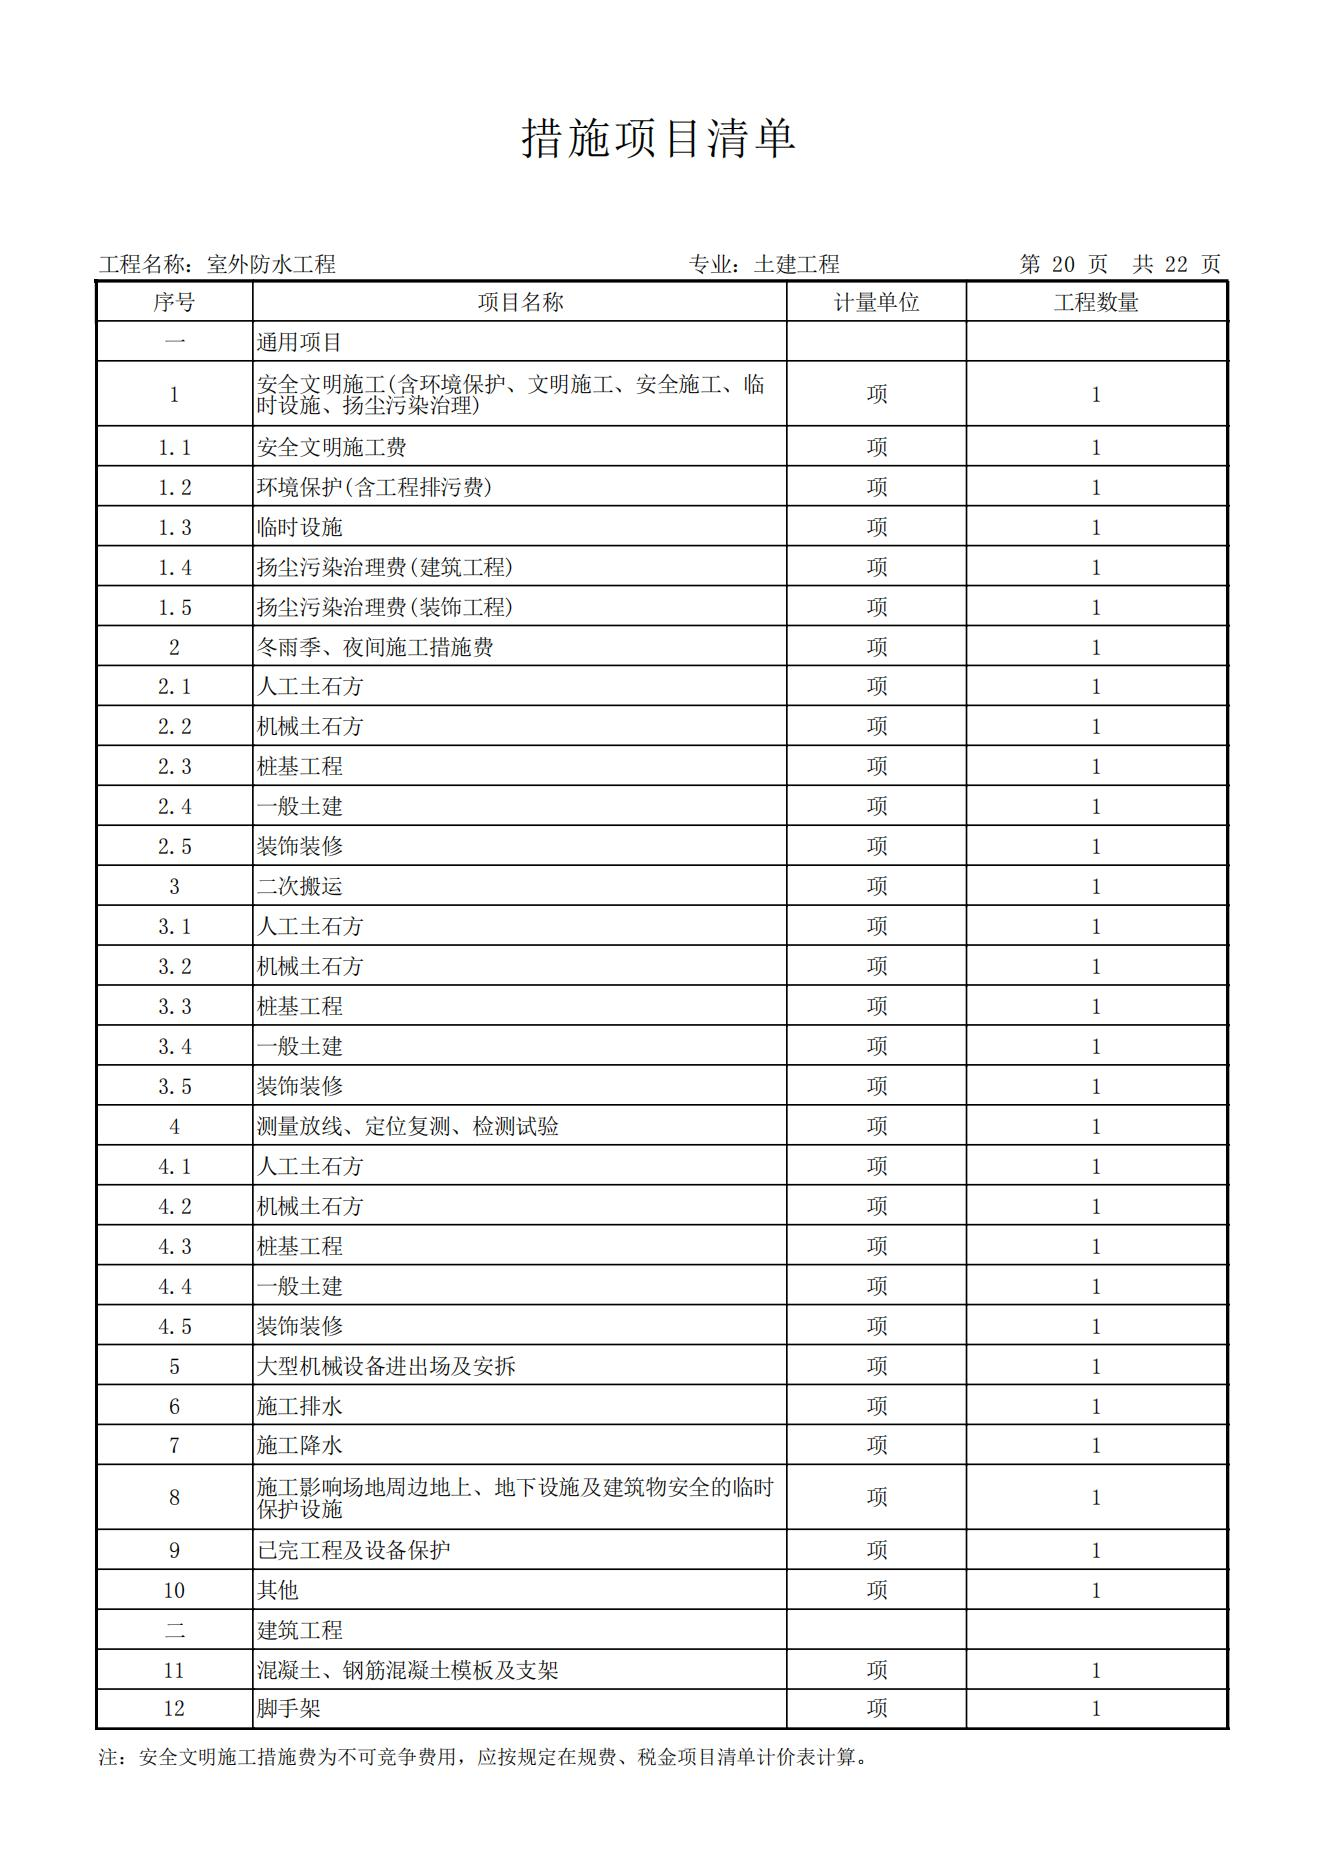 措施项目清单
工程名称：室外防水工程 专业：土建工程 第 20 页 共 22 页
序号 项目名称 计量单位 工程数量
一 通用项目
1 安全文明施工(含环境保护、文明施工、安全施工、临 项 1
时设施、扬尘污染治理)
1.1 安全文明施工费 项 1
1.2 环境保护(含工程排污费) 项 1
1.3 临时设施 项 1
1.4 扬尘污染治理费(建筑工程) 项 1
1.5 扬尘污染治理费(装饰工程) 项 1
2 冬雨季、夜间施工措施费 项 1
2.1 人工土石方 项 1
2.2 机械土石方 项 1
2.3 桩基工程 项 1
2.4 一般土建 项 1
2.5 装饰装修 项 1
3 二次搬运 项 1
3.1 人工土石方 项 1
3.2 机械土石方 项 1
3.3 桩基工程 项 1
3.4 一般土建 项 1
3.5 装饰装修 项 1
4 测量放线、定位复测、检测试验 项 1
4.1 人工土石方 项 1
4.2 机械土石方 项 1
4.3 桩基工程 项 1
4.4 一般土建 项 1
4.5 装饰装修 项 1
5 大型机械设备进出场及安拆 项 1
6 施工排水 项 1
7 施工降水 项 1
8 施工影响场地周边地上、地下设施及建筑物安全的临时 项 1
保护设施
9 已完工程及设备保护 项 1
10 其他 项 1
二 建筑工程
11 混凝土、钢筋混凝土模板及支架 项 1
12 脚手架 项 1
注：安全文明施工措施费为不可竞争费用，应按规定在规费、税金项目清单计价表计算。